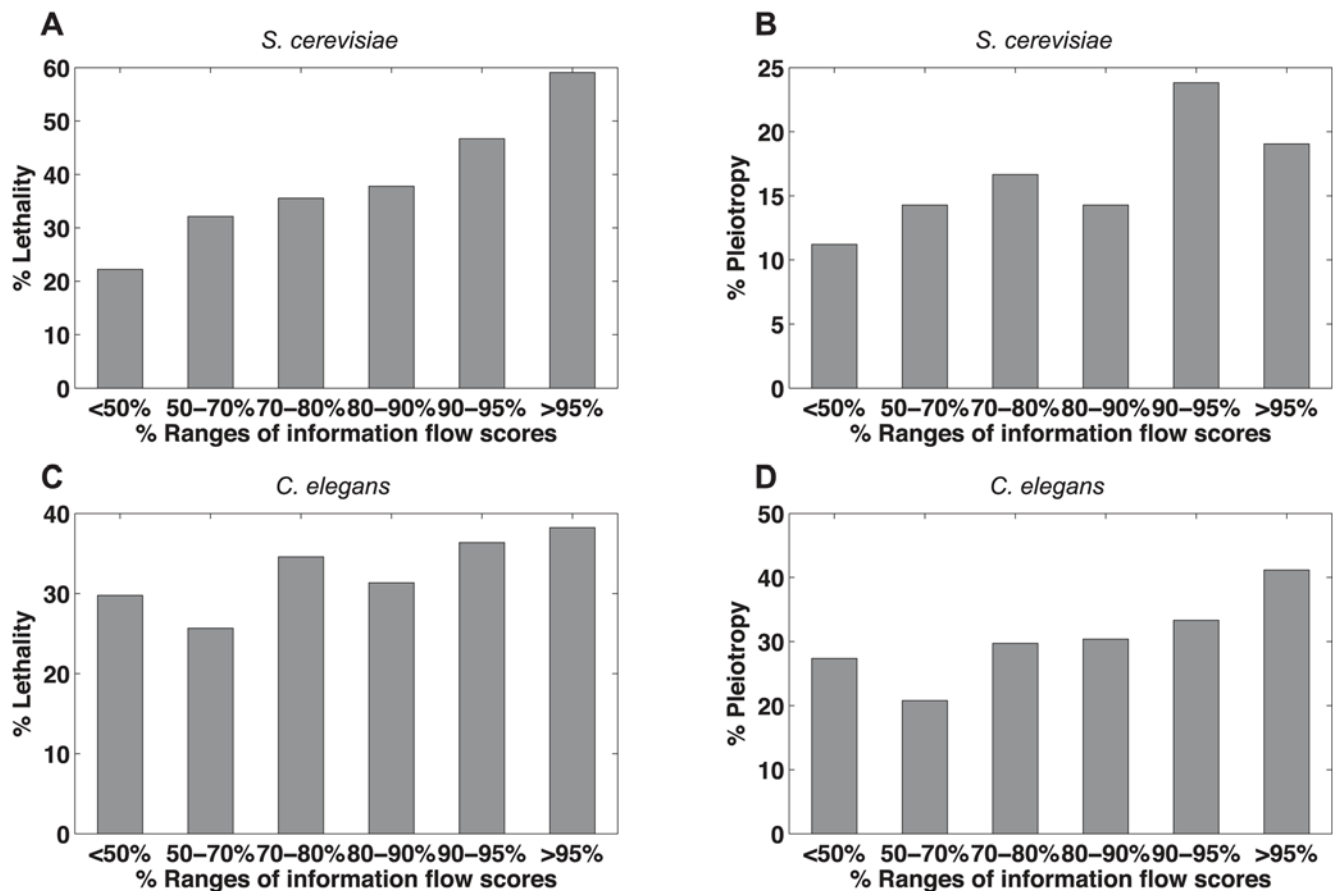 A
S. cerevisiae
60
50
40
30
20
10
0
% Lethality
<50% 50–70% 70–80% 80–90% 90–95% >95%
% Ranges of information flow scores
B
S. cerevisiae
25
20
15
10
5
0
% Pleiotropy
<50% 50–70% 70–80% 80–90% 90–95% >95%
% Ranges of information flow scores
C
C. elegans
40
30
20
10
0
% Lethality
<50% 50–70% 70–80% 80–90% 90–95% >95%
% Ranges of information flow scores
D
C. elegans
50
40
30
20
10
0
% Pleiotropy
<50% 50–70% 70–80% 80–90% 90–95% >95%
% Ranges of information flow scores